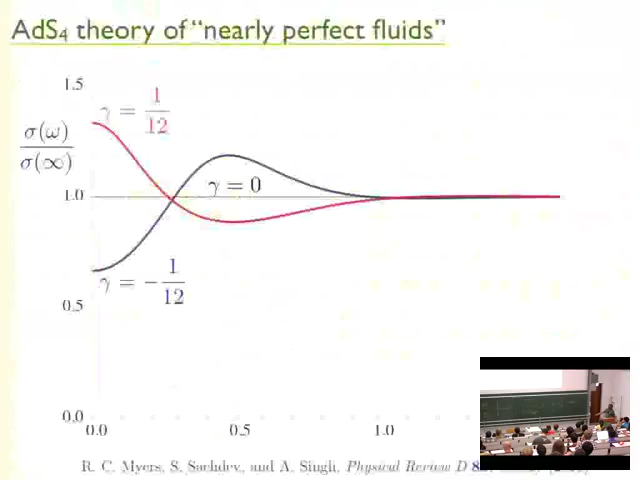 AdS₄ theory of "nearly perfect fluids"
1.5
γ = 1/12
σ(ω)/σ(∞)
γ = 0
1.0
γ = −1/12
0.5
0.0
0.0 0.5 1.0
R. C. Myers, S. Sachdev, and A. Singh, Physical Review D